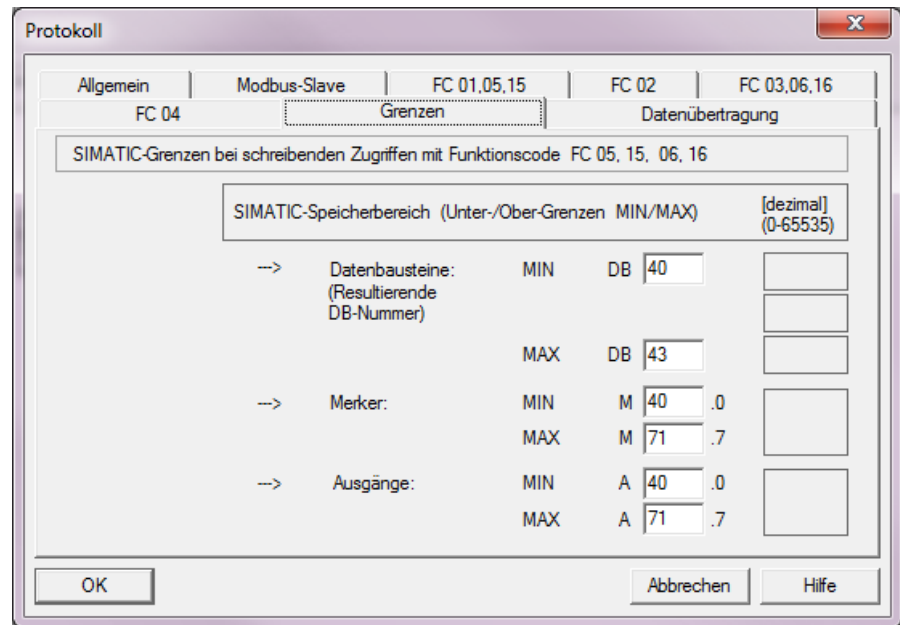 Protokoll
Allgemein Modbus-Slave FC 01,05,15 FC 02 FC 03,06,16
FC 04 Grenzen Datenübertragung
SIMATIC-Grenzen bei schreibenden Zugriffen mit Funktionscode FC 05, 15, 06, 16
SIMATIC-Speicherbereich (Unter-/Ober-Grenzen MIN/MAX) [dezimal]
(0-65535)
---> Datenbausteine: MIN DB 40
(Resultierende
DB-Nummer)
MAX DB 43
---> Merker: MIN M 40 .0
MAX M 71 .7
---> Ausgänge: MIN A 40 .0
MAX A 71 .7
OK Abbrechen Hilfe